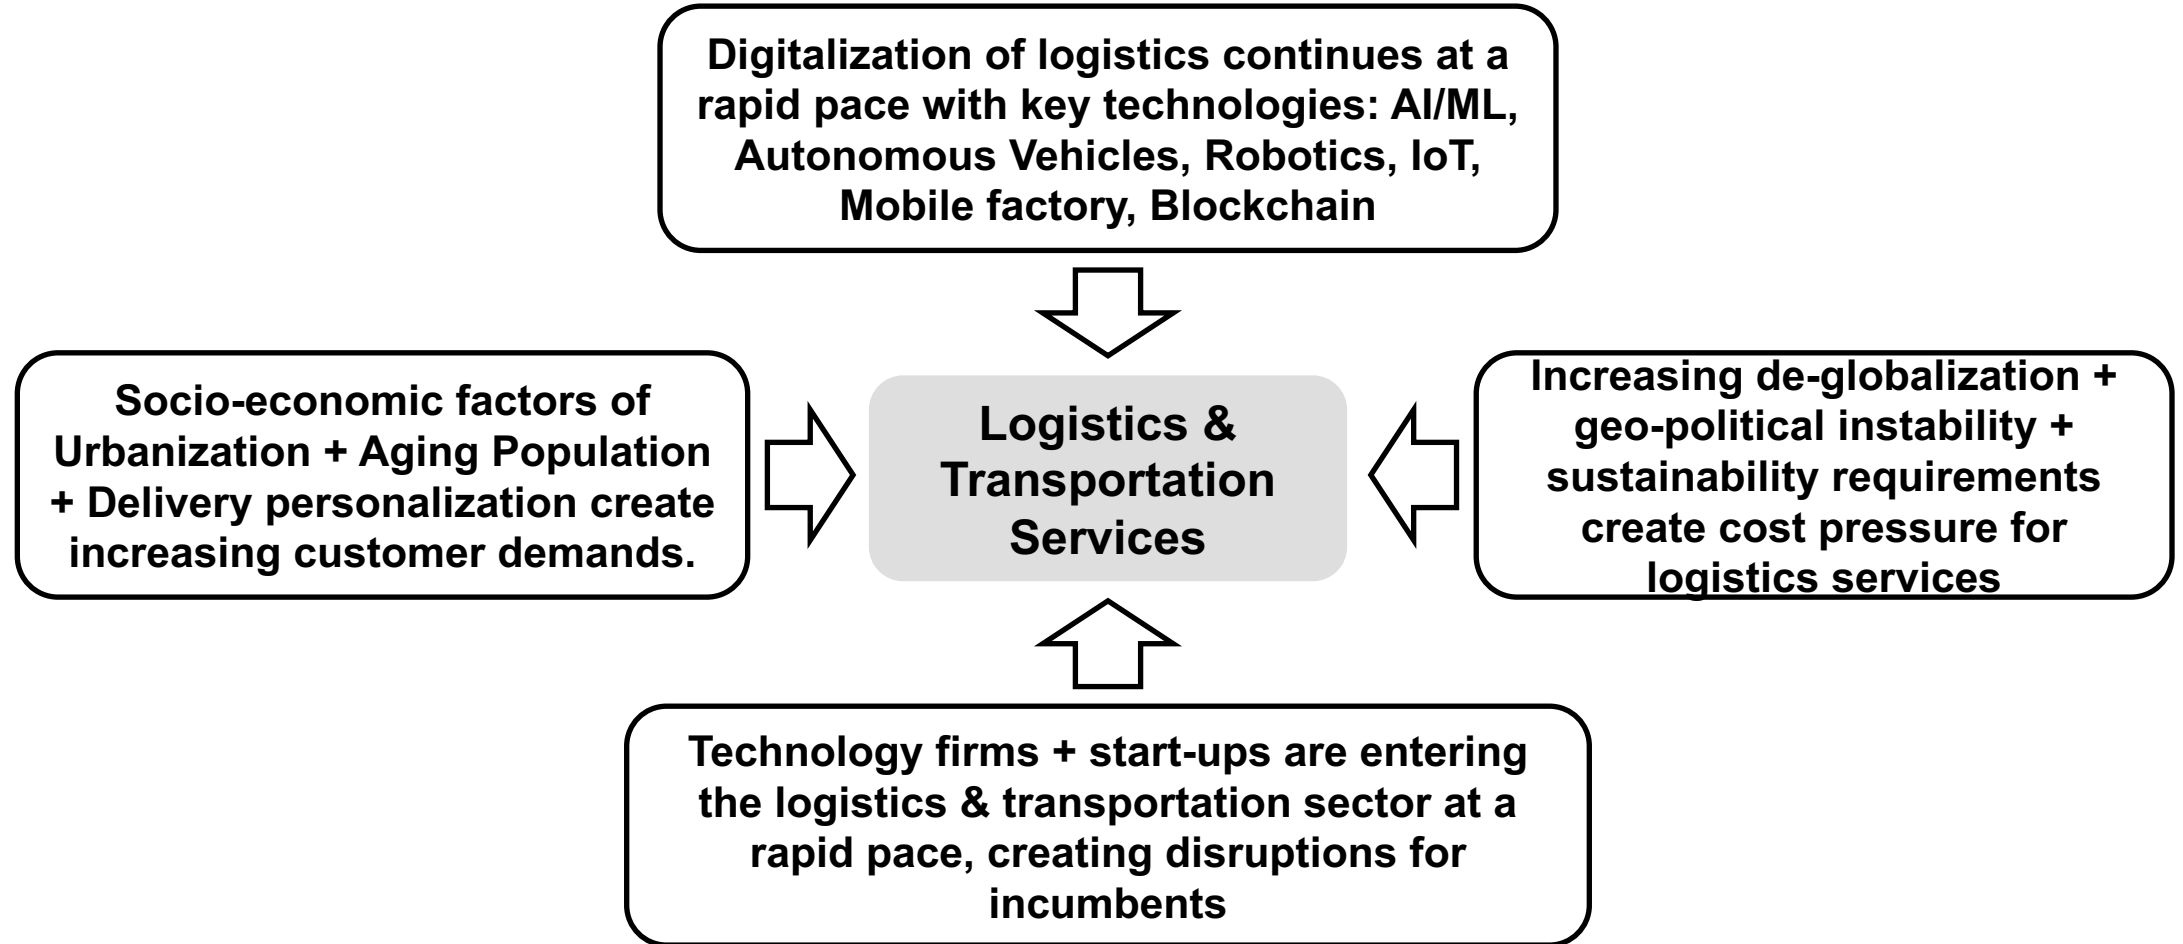 Digitalization of logistics continues at a
rapid pace with key technologies: AI/ML,
Autonomous Vehicles, Robotics, IoT,
Mobile factory, Blockchain
Socio-economic factors of
Urbanization + Aging Population
+ Delivery personalization create
increasing customer demands.
Logistics &
Transportation
Services
Increasing de-globalization +
geo-political instability +
sustainability requirements
create cost pressure for
logistics services
Technology firms + start-ups are entering
the logistics & transportation sector at a
rapid pace, creating disruptions for
incumbents